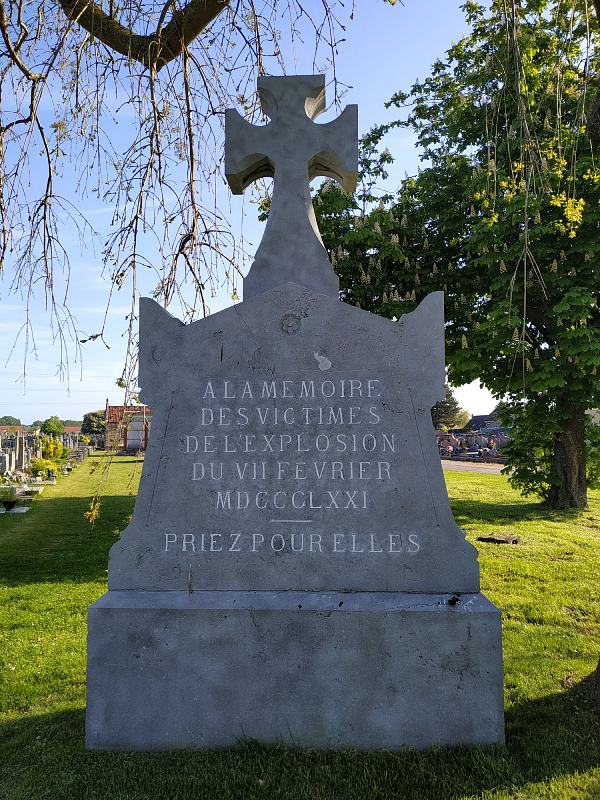 A LA MEMOIRE
DES VICTIMES
DE L'EXPLOSION
DU VII FEVRIER
MDCCCLXXI
PRIEZ POUR ELLES